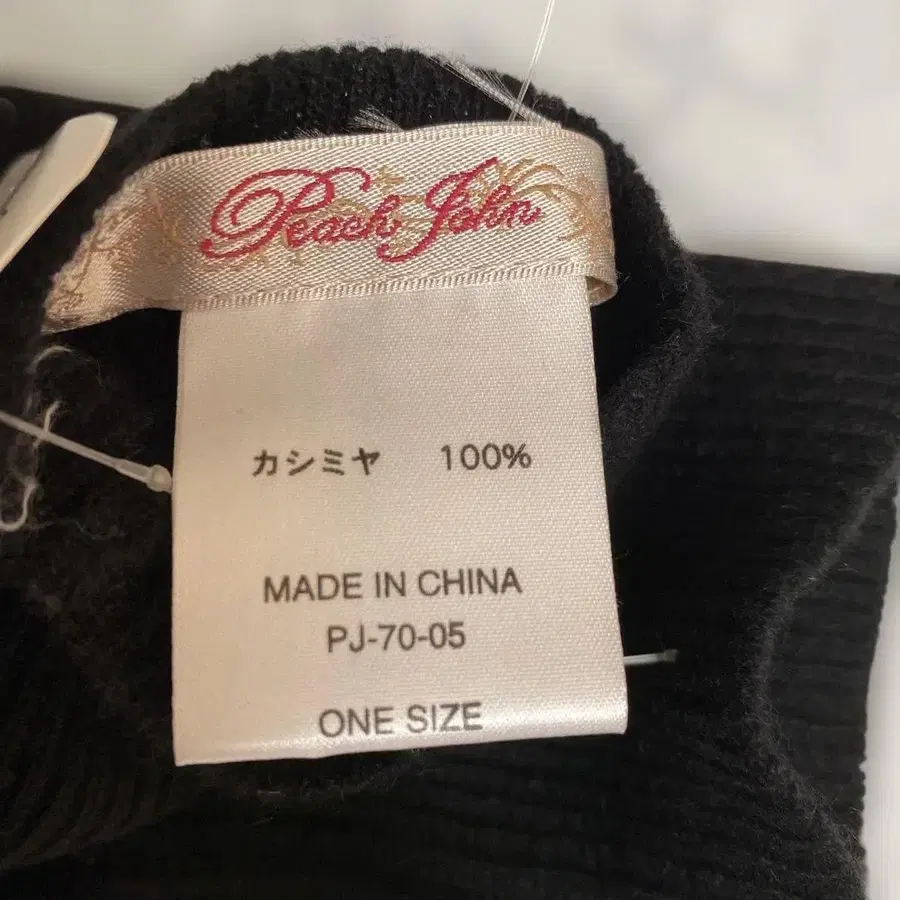 Peach John
カシミヤ 100%
MADE IN CHINA
PJ-70-05
ONE SIZE